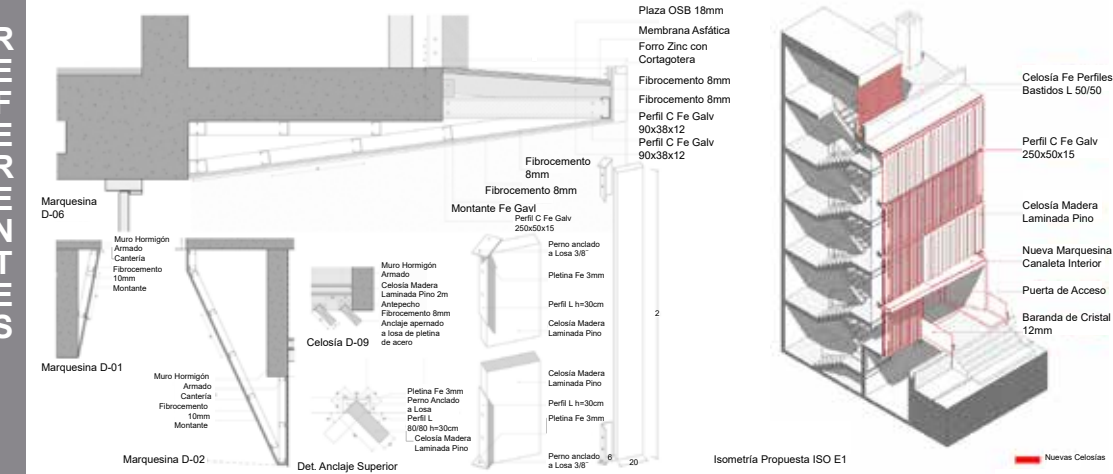 REFERENTES
Plaza OSB 18mm
Membrana Asfática
Forro Zinc con
Cortagotera
Fibrocemento 8mm
Fibrocemento 8mm
Perfil C Fe Galv
90x38x12
Perfil C Fe Galv
90x38x12
Fibrocemento
8mm
Fibrocemento 8mm
Montante Fe Gavl
Perfil C Fe Galv
250x50x15
Marquesina
D-06
Muro Hormigón
Armado
Cantería
Fibrocemento
10mm
Montante
Marquesina D-01
Muro Hormigón
Armado
Cantería
Fibrocemento
10mm
Montante
Marquesina D-02
Muro Hormigón
Armado
Celosía Madera
Laminada Pino 2m
Antepecho
Fibrocemento 8mm
Anclaje apernado
a losa de pletina
de acero
Celosía D-09
Pletina Fe 3mm
Perno Anclado
a Losa
Perfil L
80/80 h=30cm
Celosía Madera
Laminada Pino
Det. Anclaje Superior
Perno anclado
a Losa 3/8¨
Pletina Fe 3mm
Perfil L h=30cm
Celosía Madera
Laminada Pino
Celosía Madera
Laminada Pino
Perfil L h=30cm
Pletina Fe 3mm
Perno anclado
a Losa 3/8¨
2
6
20
Celosía Fe Perfiles
Bastidos L 50/50
Perfil C Fe Galv
250x50x15
Celosía Madera
Laminada Pino
Nueva Marquesina
Canaleta Interior
Puerta de Acceso
Baranda de Cristal
12mm
Isometría Propuesta ISO E1
Nuevas Celosías